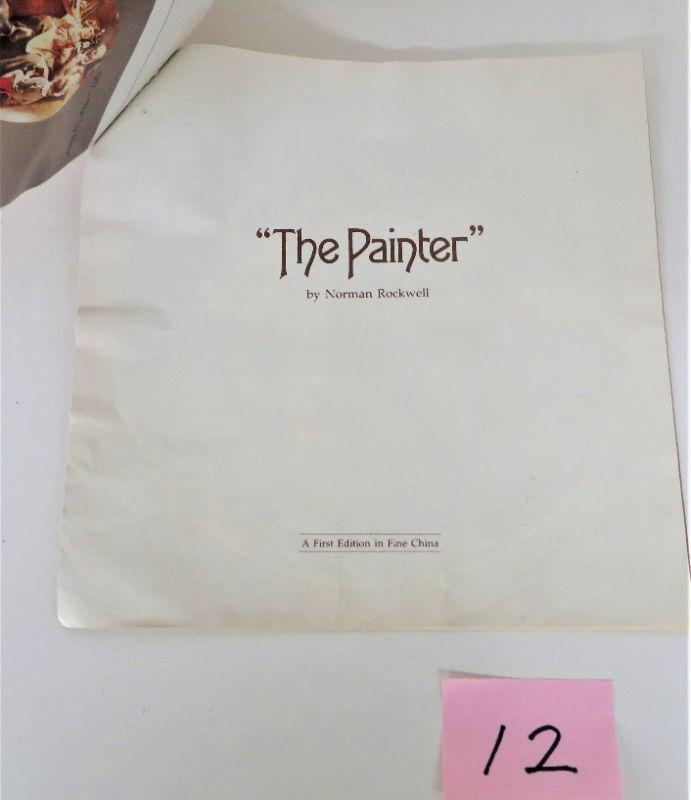 “The Painter”
by Norman Rockwell
A First Edition in Fine China
12